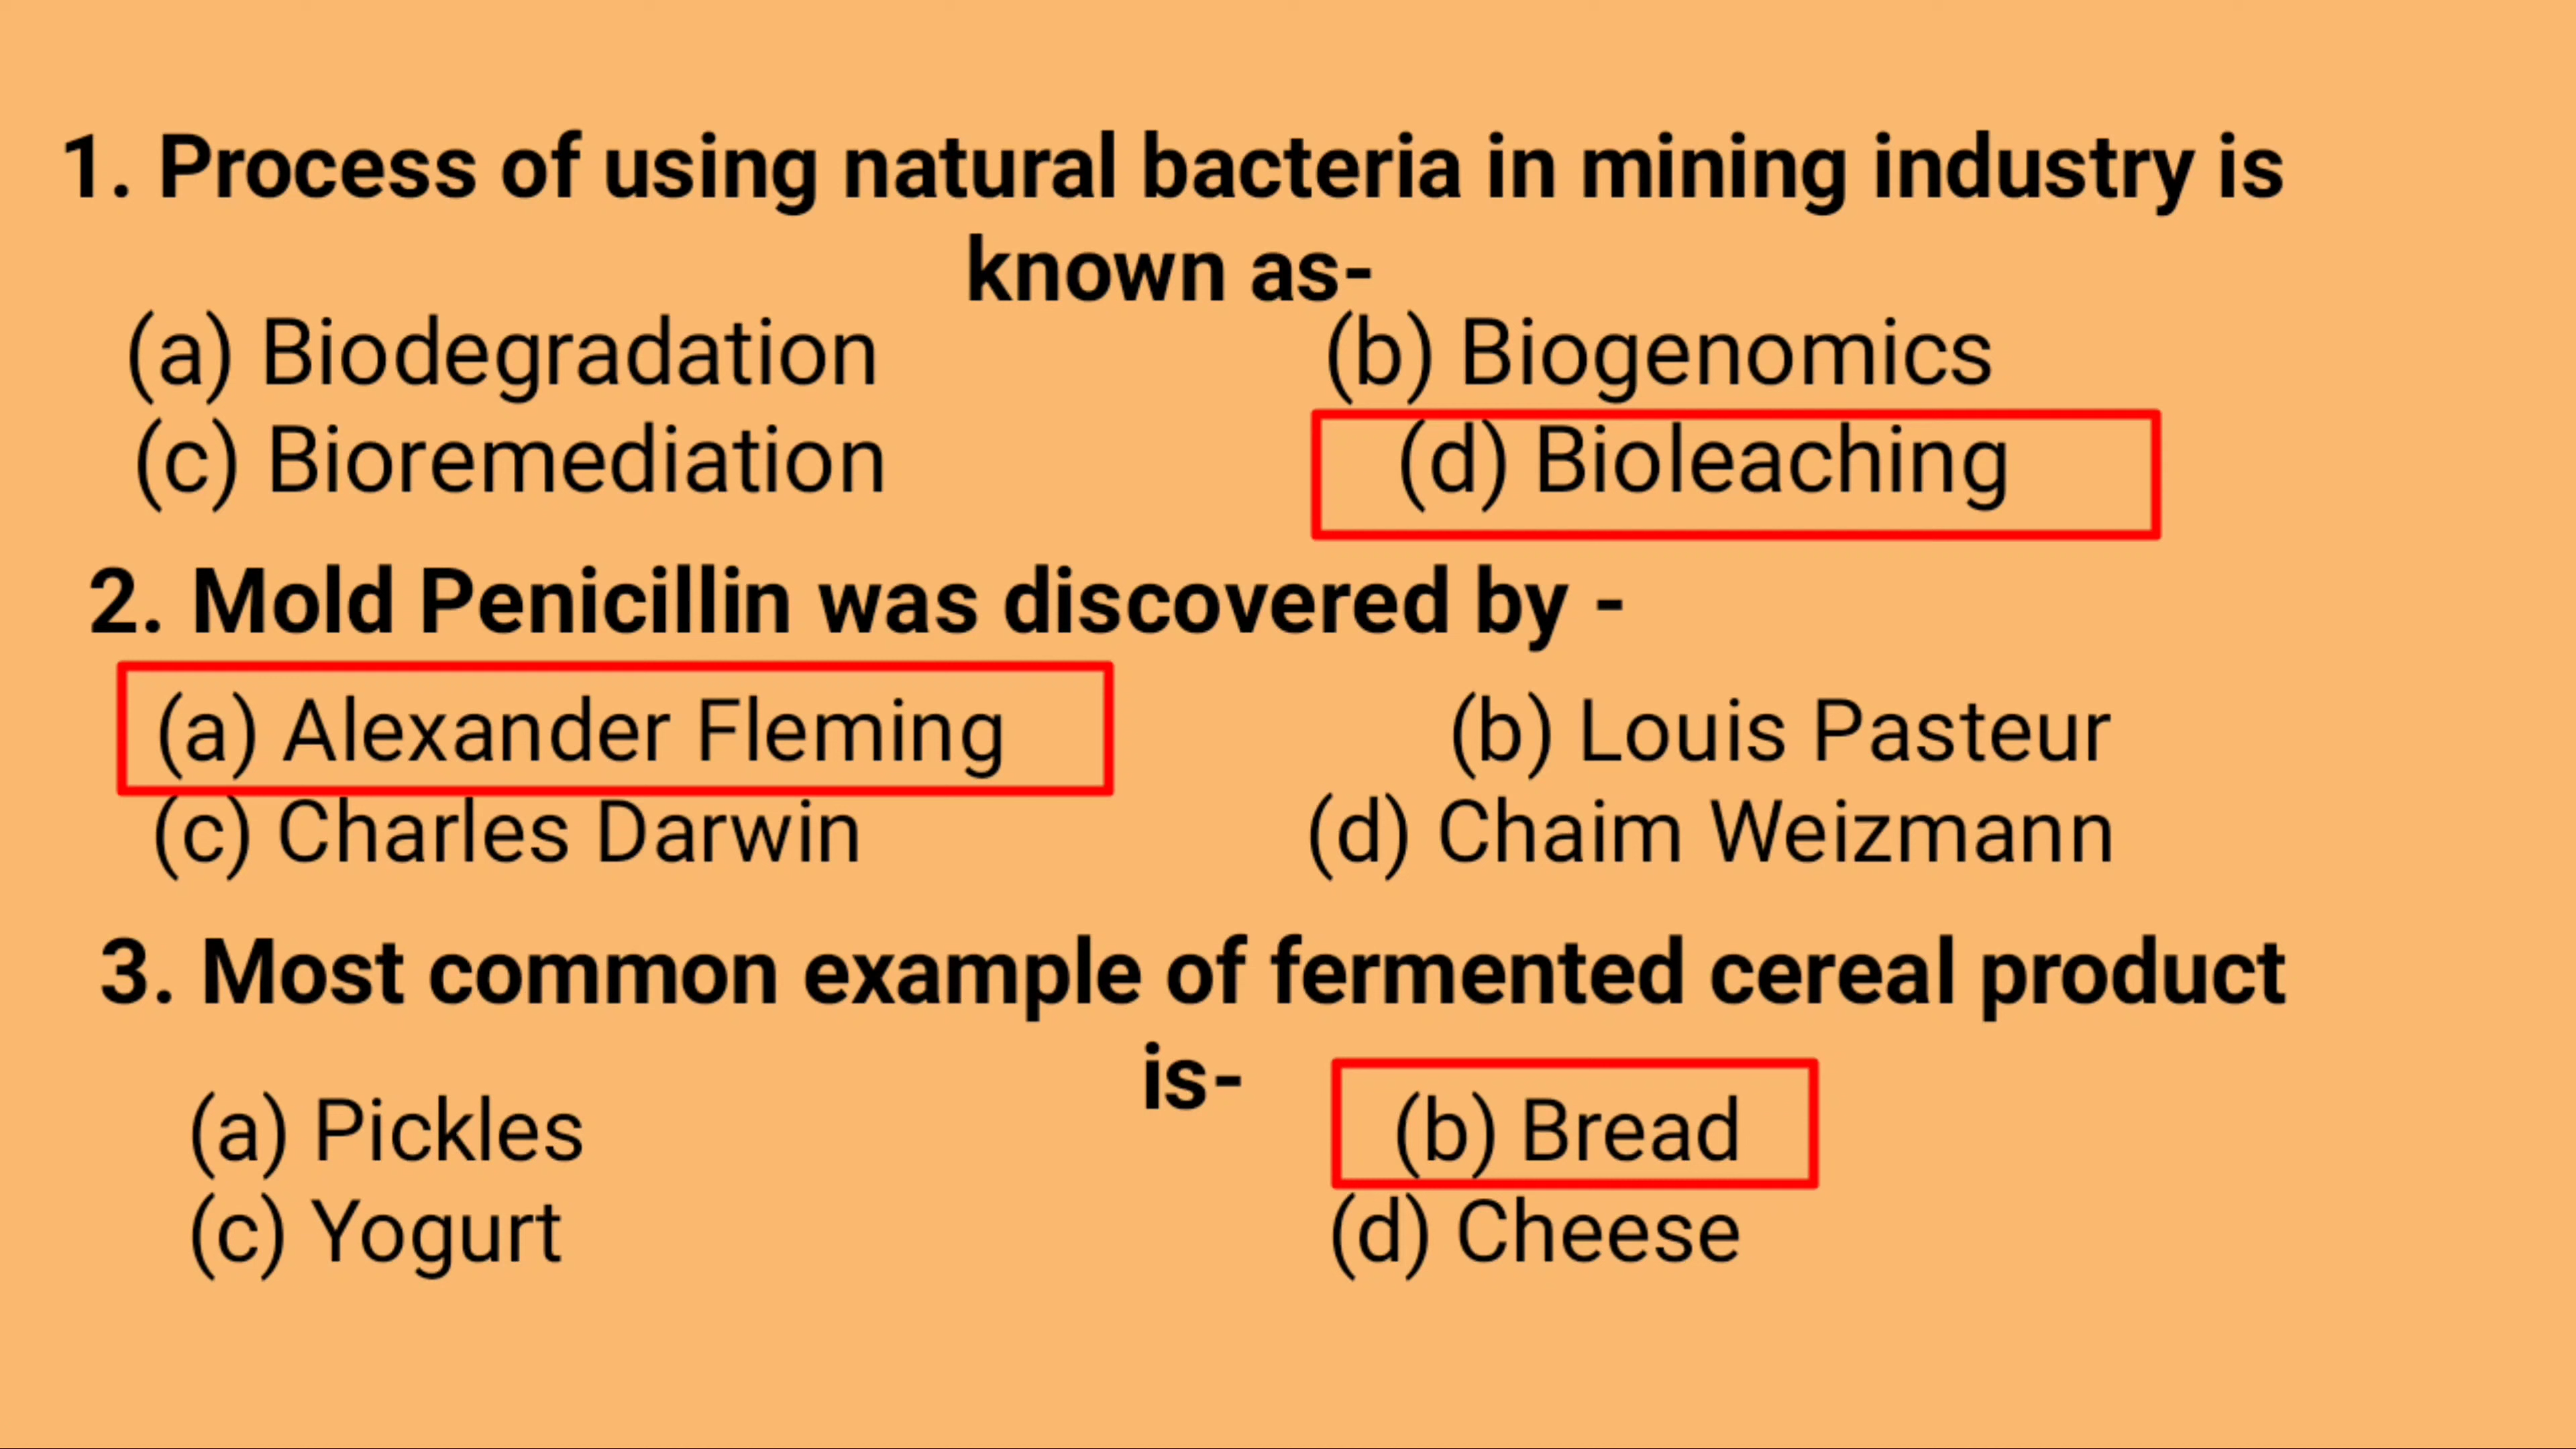 1. Process of using natural bacteria in mining industry is
known as-
(a) Biodegradation (b) Biogenomics
(c) Bioremediation (d) Bioleaching
2. Mold Penicillin was discovered by -
(a) Alexander Fleming (b) Louis Pasteur
(c) Charles Darwin (d) Chaim Weizmann
3. Most common example of fermented cereal product
is-
(a) Pickles (b) Bread
(c) Yogurt (d) Cheese